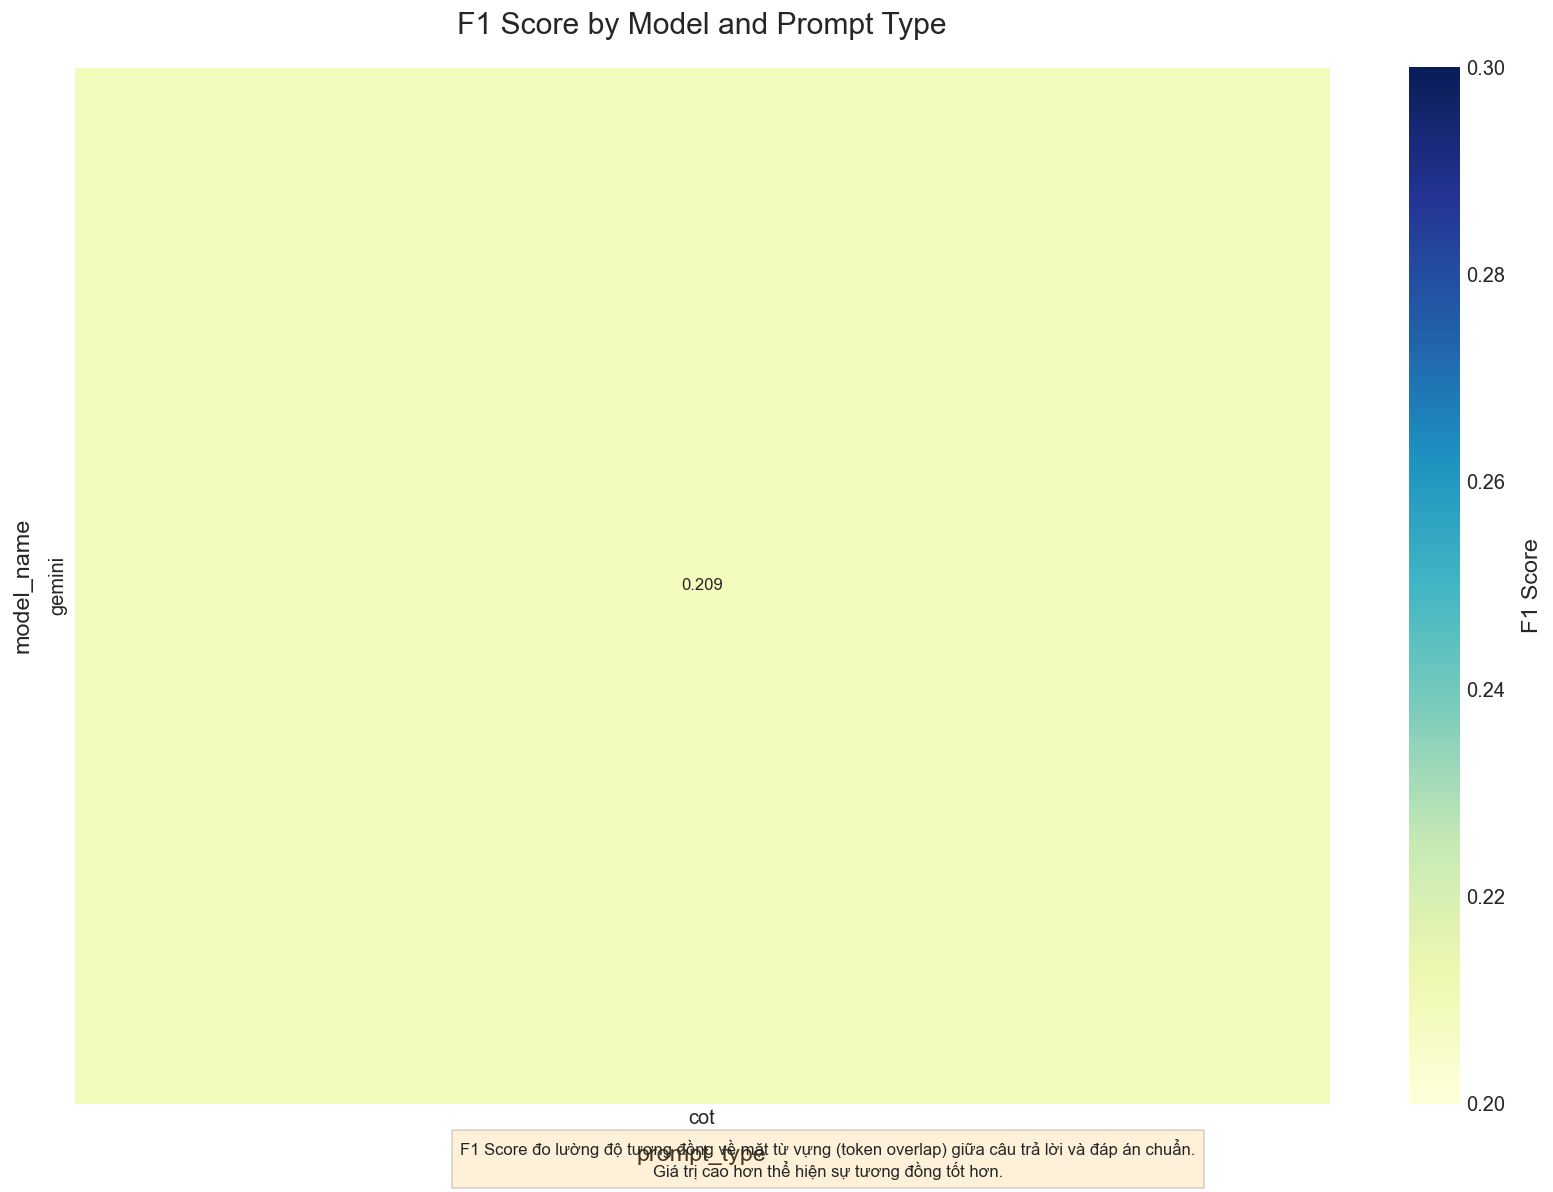 F1 Score by Model and Prompt Type
model_name
gemini
0.209
cot
prompt_type
F1 Score đo lường độ tương đồng về mặt từ vựng (token overlap) giữa câu trả lời và đáp án chuẩn.
Giá trị cao hơn thể hiện sự tương đồng tốt hơn.
0.30
0.28
0.26
0.24
0.22
0.20
F1 Score